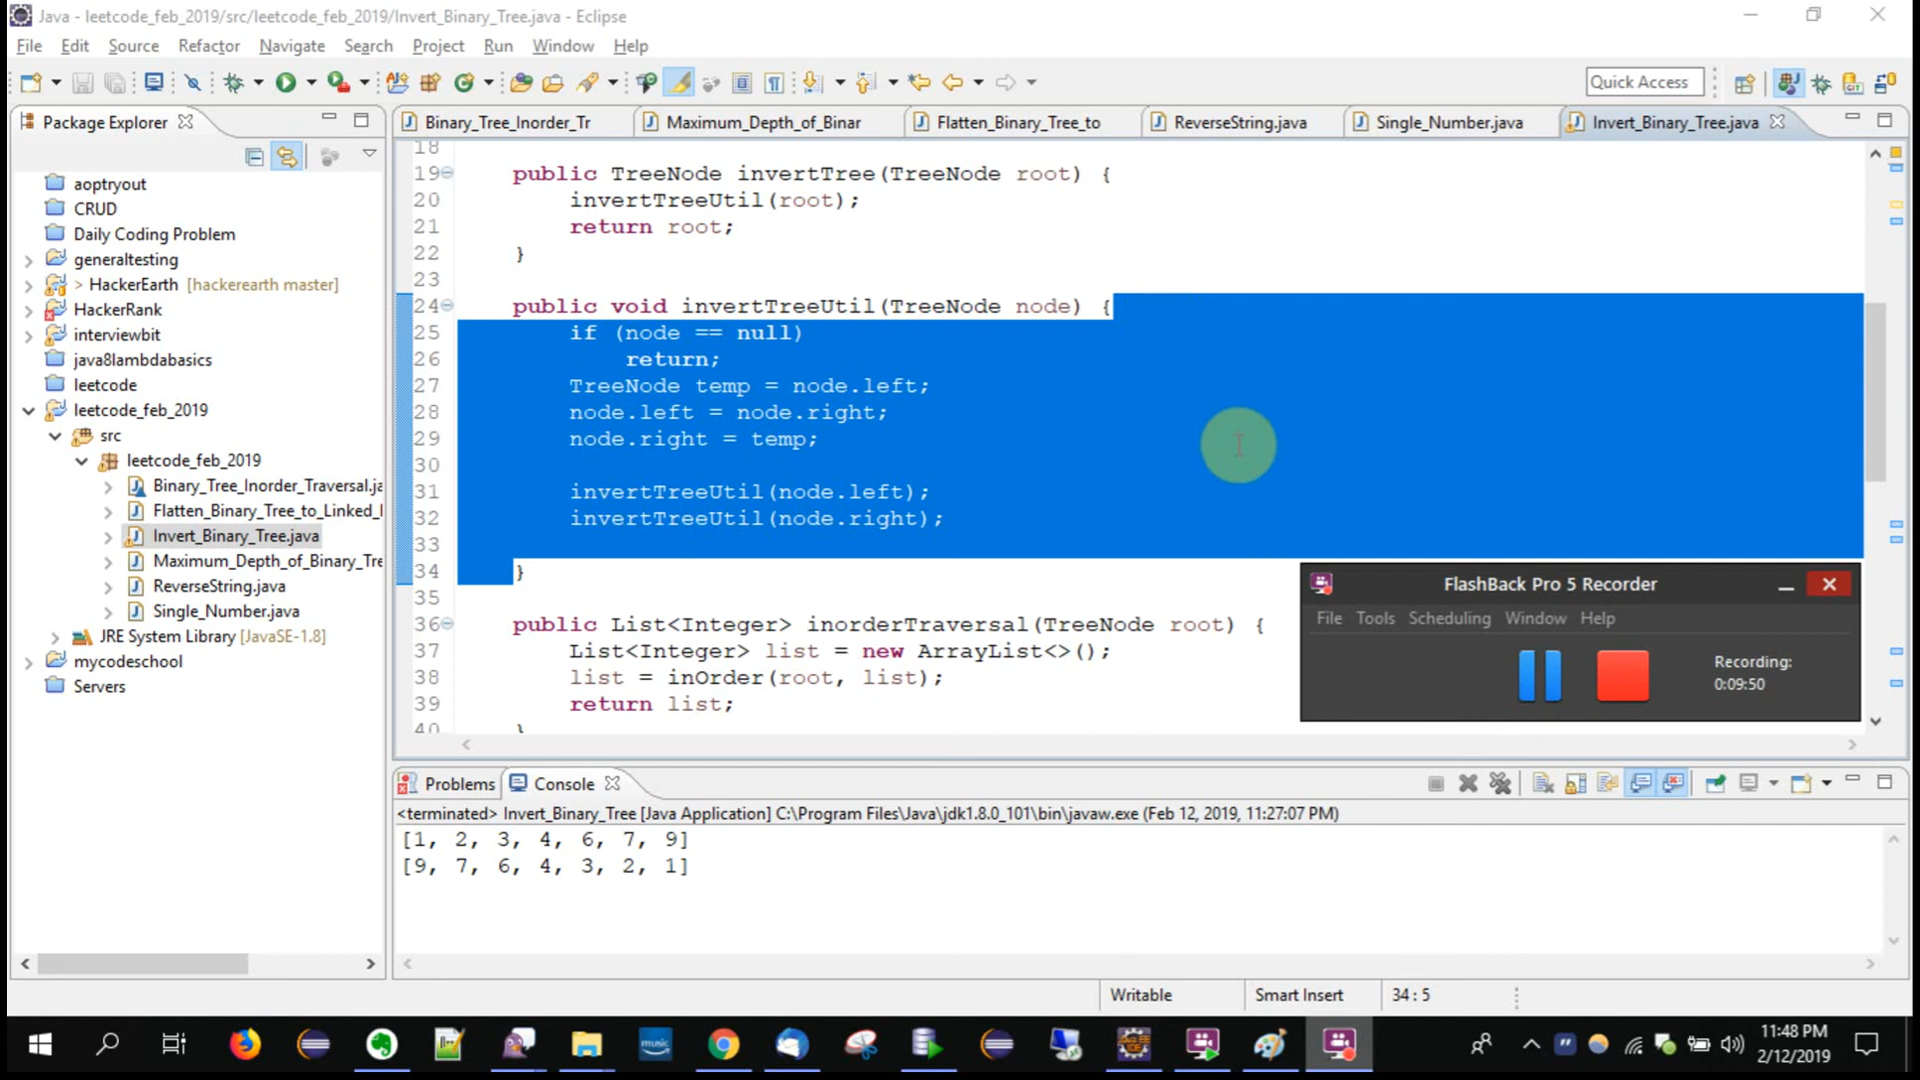 Java - leetcode_feb_2019/src/leetcode_feb_2019/Invert_Binary_Tree.java - Eclipse
File Edit Source Refactor Navigate Search Project Run Window Help
Quick Access
Package Explorer
aoptryout
CRUD
Daily Coding Problem
generaltesting
> HackerEarth [hackerearth master]
HackerRank
interviewbit
java8lambdabasics
leetcode
leetcode_feb_2019
src
leetcode_feb_2019
Binary_Tree_Inorder_Traversal.ja
Flatten_Binary_Tree_to_Linked_
Invert_Binary_Tree.java
Maximum_Depth_of_Binary_Tre
ReverseString.java
Single_Number.java
JRE System Library [JavaSE-1.8]
mycodeschool
Servers
Binary_Tree_Inorder_Tr Maximum_Depth_of_Binar Flatten_Binary_Tree_to ReverseString.java Single_Number.java Invert_Binary_Tree.java
18
19 public TreeNode invertTree(TreeNode root) {
20 invertTreeUtil(root);
21 return root;
22 }
23
24 public void invertTreeUtil(TreeNode node) {
25 if (node == null)
26 return;
27 TreeNode temp = node.left;
28 node.left = node.right;
29 node.right = temp;
30
31 invertTreeUtil(node.left);
32 invertTreeUtil(node.right);
33
34 }
35
36 public List<Integer> inorderTraversal(TreeNode root) {
37 List<Integer> list = new ArrayList<>();
38 list = inOrder(root, list);
39 return list;
40 }
FlashBack Pro 5 Recorder
File Tools Scheduling Window Help
Recording:
0:09:50
Problems Console
<terminated> Invert_Binary_Tree [Java Application] C:\Program Files\Java\jdk1.8.0_101\bin\javaw.exe (Feb 12, 2019, 11:27:07 PM)
[1, 2, 3, 4, 6, 7, 9]
[9, 7, 6, 4, 3, 2, 1]
Writable Smart Insert 34 : 5
music
11:48 PM
2/12/2019